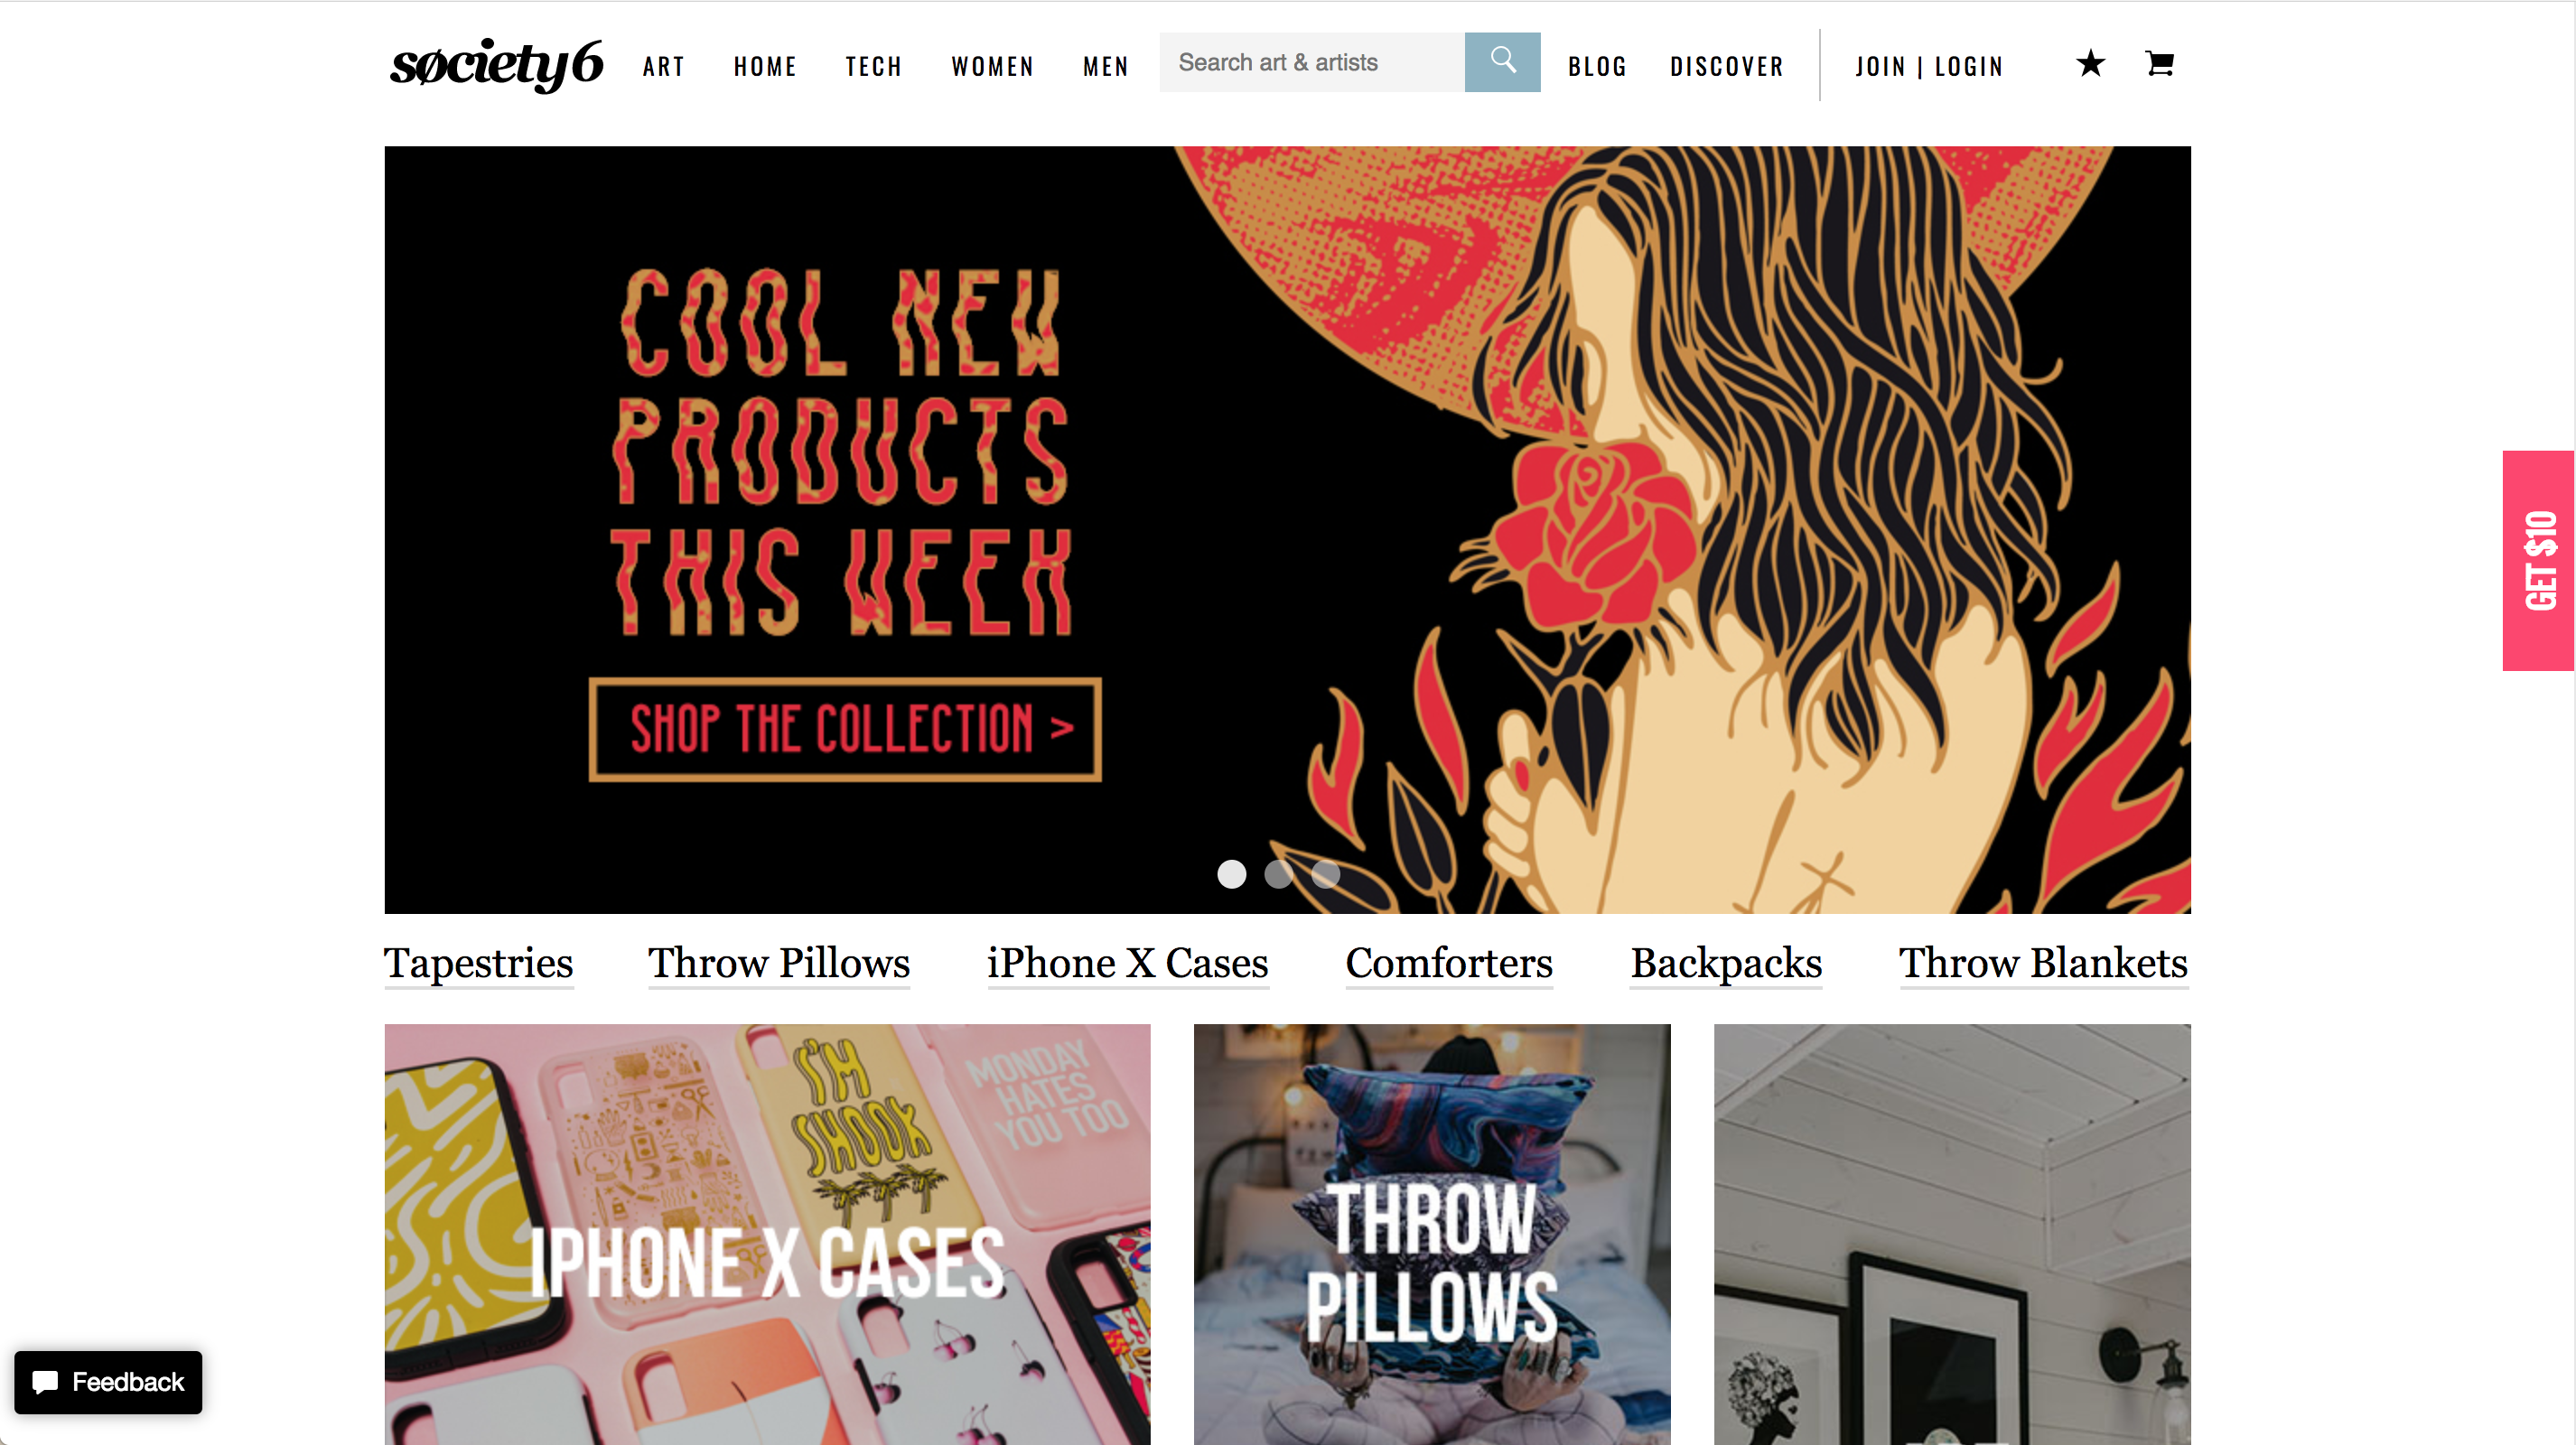 søciety6
ART HOME TECH WOMEN MEN
Search art & artists
BLOG DISCOVER JOIN | LOGIN
COOL NEW
PRODUCTS
THIS WEEK
SHOP THE COLLECTION >
GET $10
Tapestries Throw Pillows iPhone X Cases Comforters Backpacks Throw Blankets
I'M
SHOOK
MONDAY
HATES
YOU TOO
IPHONE X CASES
THROW
PILLOWS
Feedback